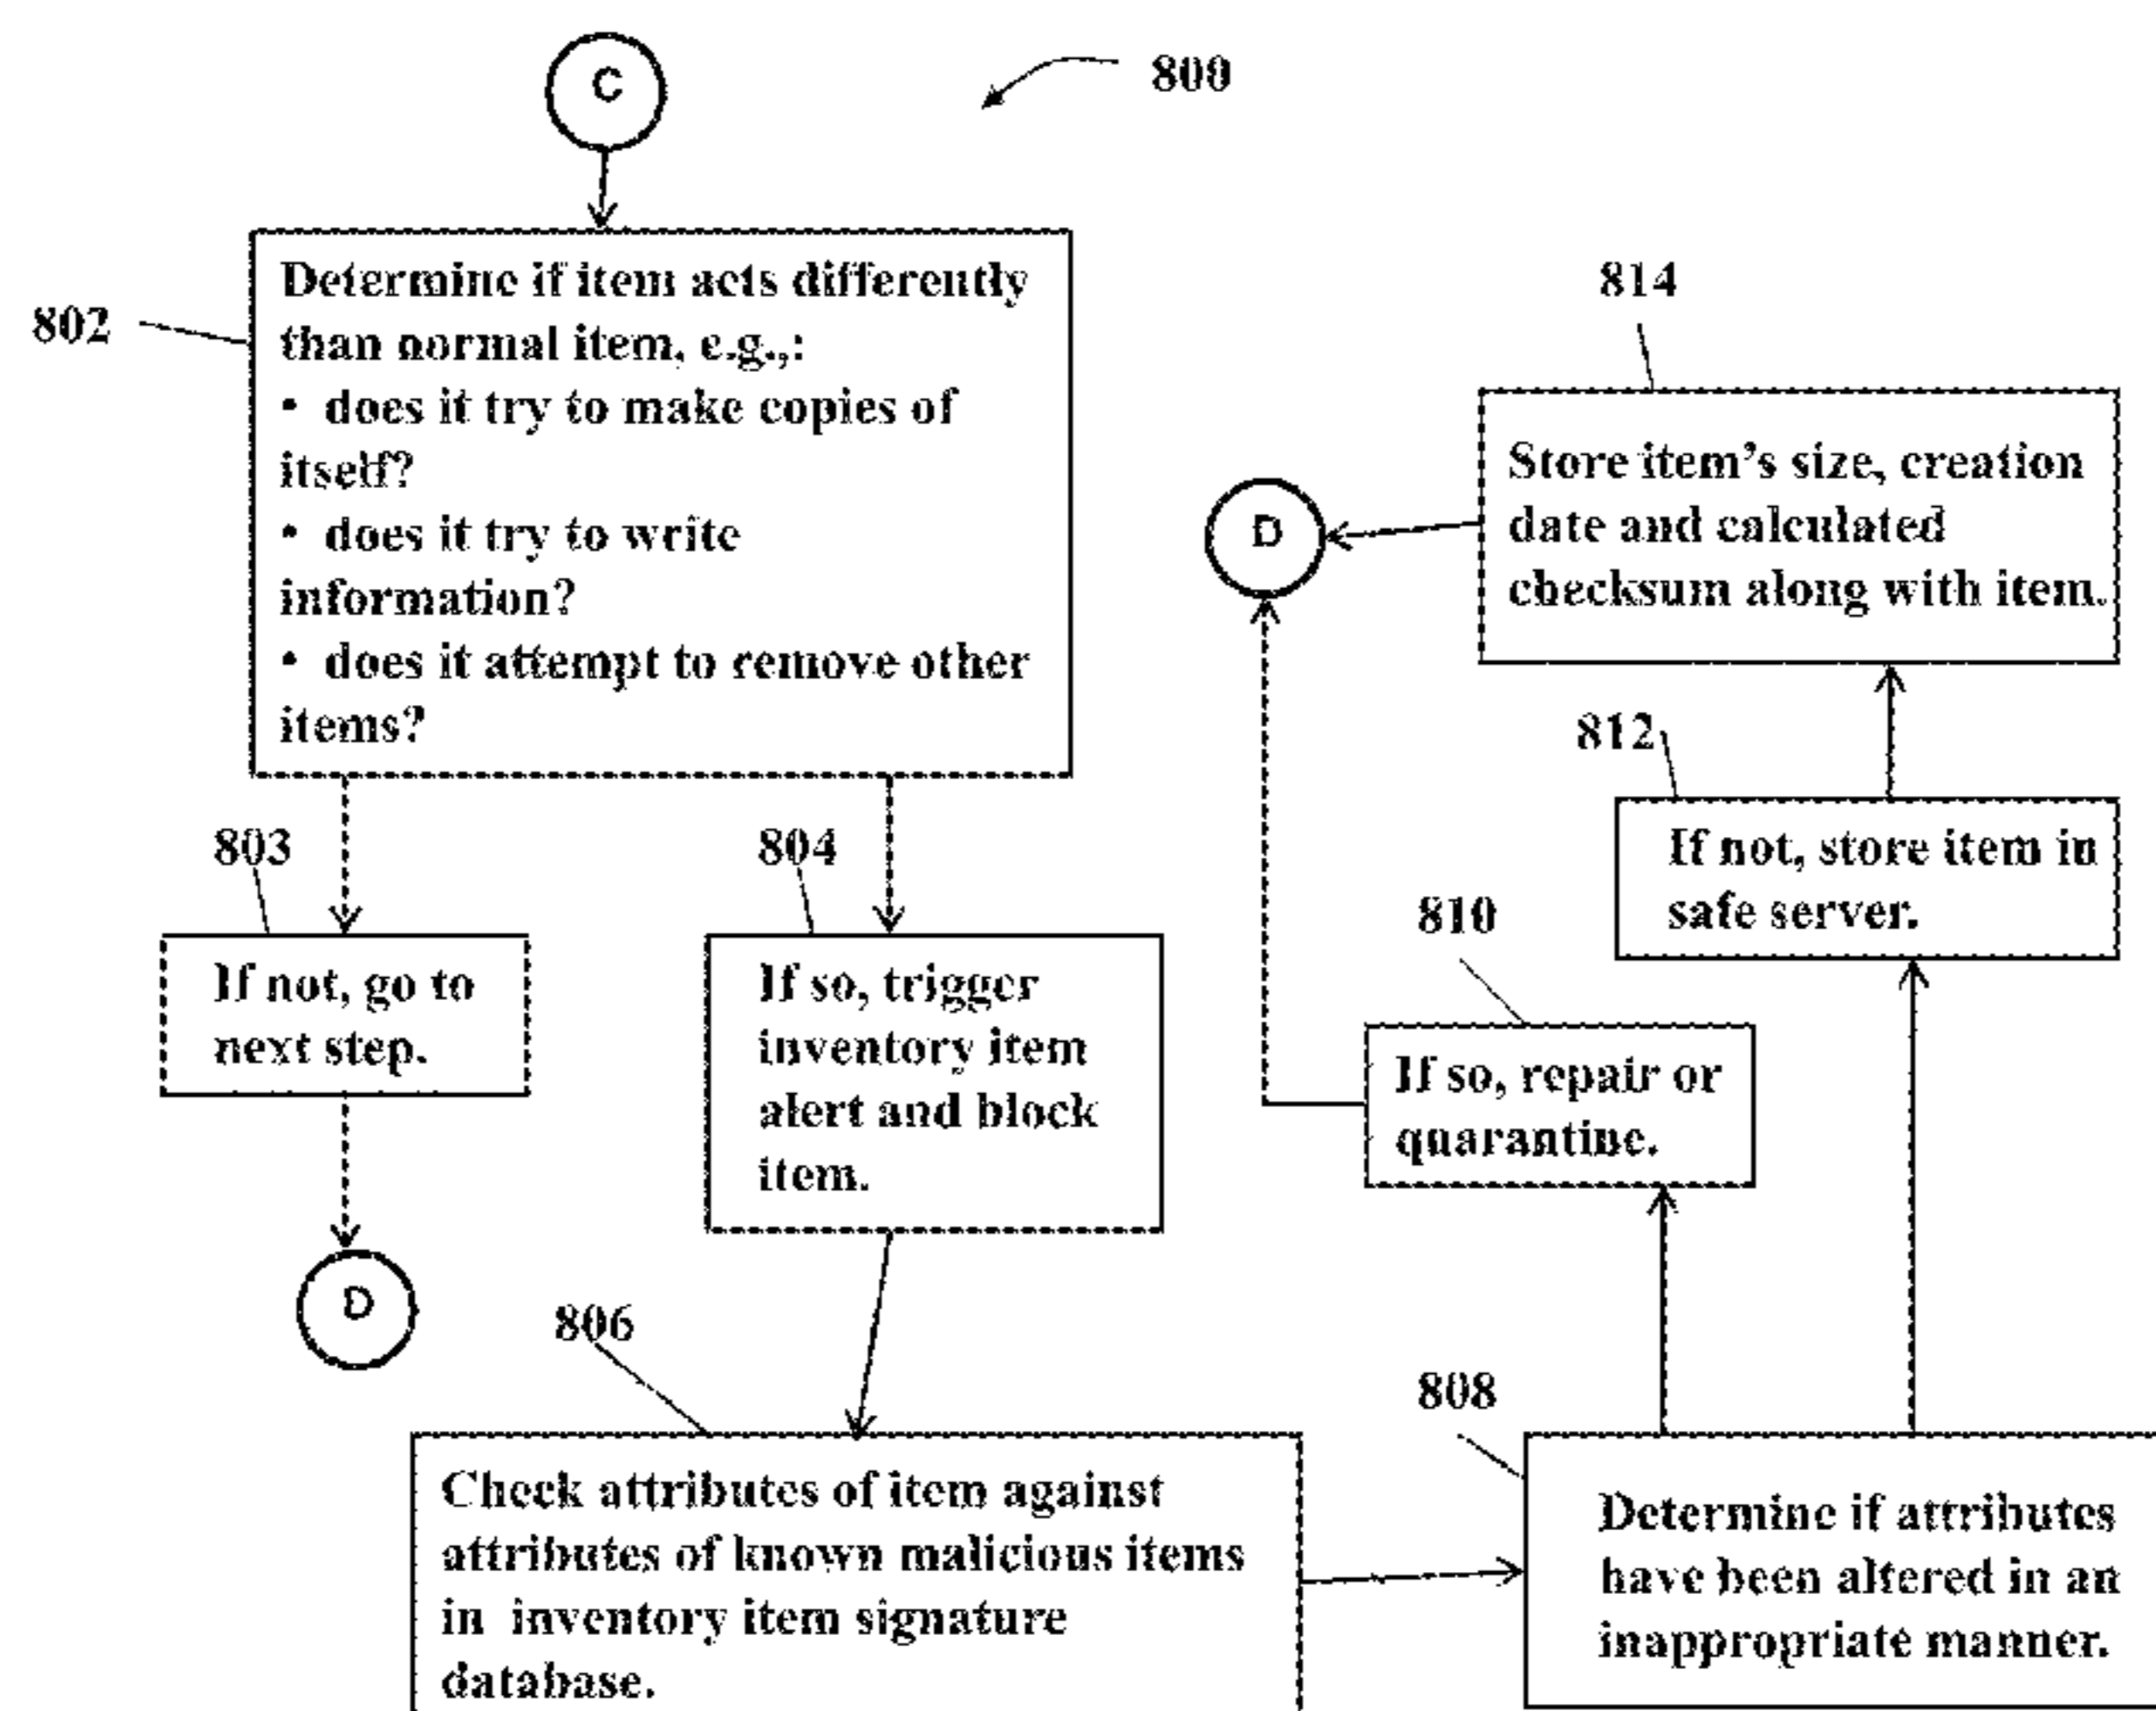 C
800
802
Determine if item acts differently
than normal item, e.g.,:
• does it try to make copies of
itself?
• does it try to write
information?
• does it attempt to remove other
items?
803
If not, go to
next step.
D
804
If so, trigger
inventory item
alert and block
item.
806
Check attributes of item against
attributes of known malicious items
in inventory item signature
database.
808
Determine if attributes
have been altered in an
inappropriate manner.
810
If so, repair or
quarantine.
812
If not, store item in
safe server.
814
Store item's size, creation
date and calculated
checksum along with item.
D